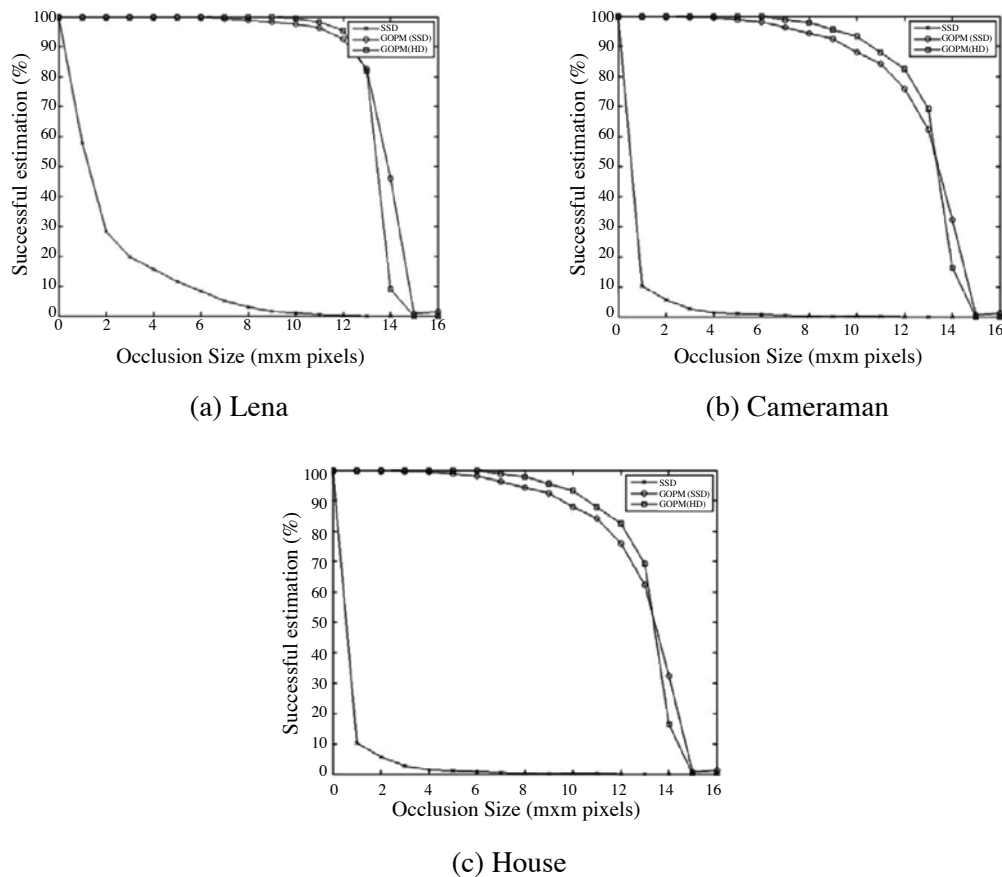 100
90
80
70
60
50
40
30
20
10
0
Successful estimation (%)
SSD
GOPM (SSD)
GOPM(HD)
0 2 4 6 8 10 12 14 16
Occlusion Size (mxm pixels)
(a) Lena
100
90
80
70
60
50
40
30
20
10
0
Successful estimation (%)
SSD
GOPM (SSD)
GOPM(HD)
0 2 4 6 8 10 12 14 16
Occlusion Size (mxm pixels)
(b) Cameraman
100
90
80
70
60
50
40
30
20
10
0
Successful estimation (%)
SSD
GOPM (SSD)
GOPM(HD)
0 2 4 6 8 10 12 14 16
Occlusion Size (mxm pixels)
(c) House